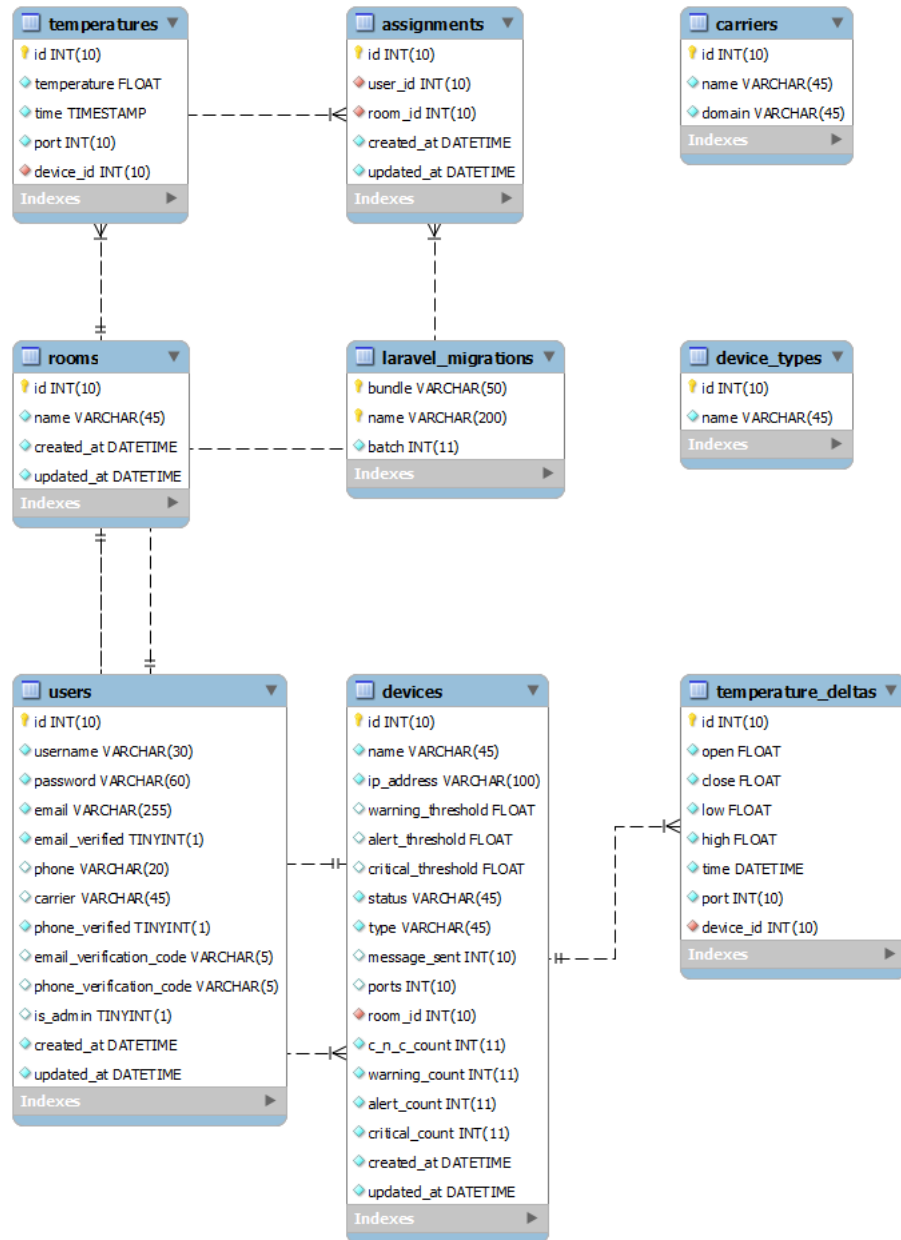 temperatures
id INT(10)
temperature FLOAT
time TIMESTAMP
port INT(10)
device_id INT(10)
Indexes
assignments
id INT(10)
user_id INT(10)
room_id INT(10)
created_at DATETIME
updated_at DATETIME
Indexes
carriers
id INT(10)
name VARCHAR(45)
domain VARCHAR(45)
Indexes
rooms
id INT(10)
name VARCHAR(45)
created_at DATETIME
updated_at DATETIME
Indexes
laravel_migrations
bundle VARCHAR(50)
name VARCHAR(200)
batch INT(11)
Indexes
device_types
id INT(10)
name VARCHAR(45)
Indexes
users
id INT(10)
username VARCHAR(30)
password VARCHAR(60)
email VARCHAR(255)
email_verified TINYINT(1)
phone VARCHAR(20)
carrier VARCHAR(45)
phone_verified TINYINT(1)
email_verification_code VARCHAR(5)
phone_verification_code VARCHAR(5)
is_admin TINYINT(1)
created_at DATETIME
updated_at DATETIME
Indexes
devices
id INT(10)
name VARCHAR(45)
ip_address VARCHAR(100)
warning_threshold FLOAT
alert_threshold FLOAT
critical_threshold FLOAT
status VARCHAR(45)
type VARCHAR(45)
message_sent INT(10)
ports INT(10)
room_id INT(10)
c_n_c_count INT(11)
warning_count INT(11)
alert_count INT(11)
critical_count INT(11)
created_at DATETIME
updated_at DATETIME
Indexes
temperature_deltas
id INT(10)
open FLOAT
close FLOAT
low FLOAT
high FLOAT
time DATETIME
port INT(10)
device_id INT(10)
Indexes